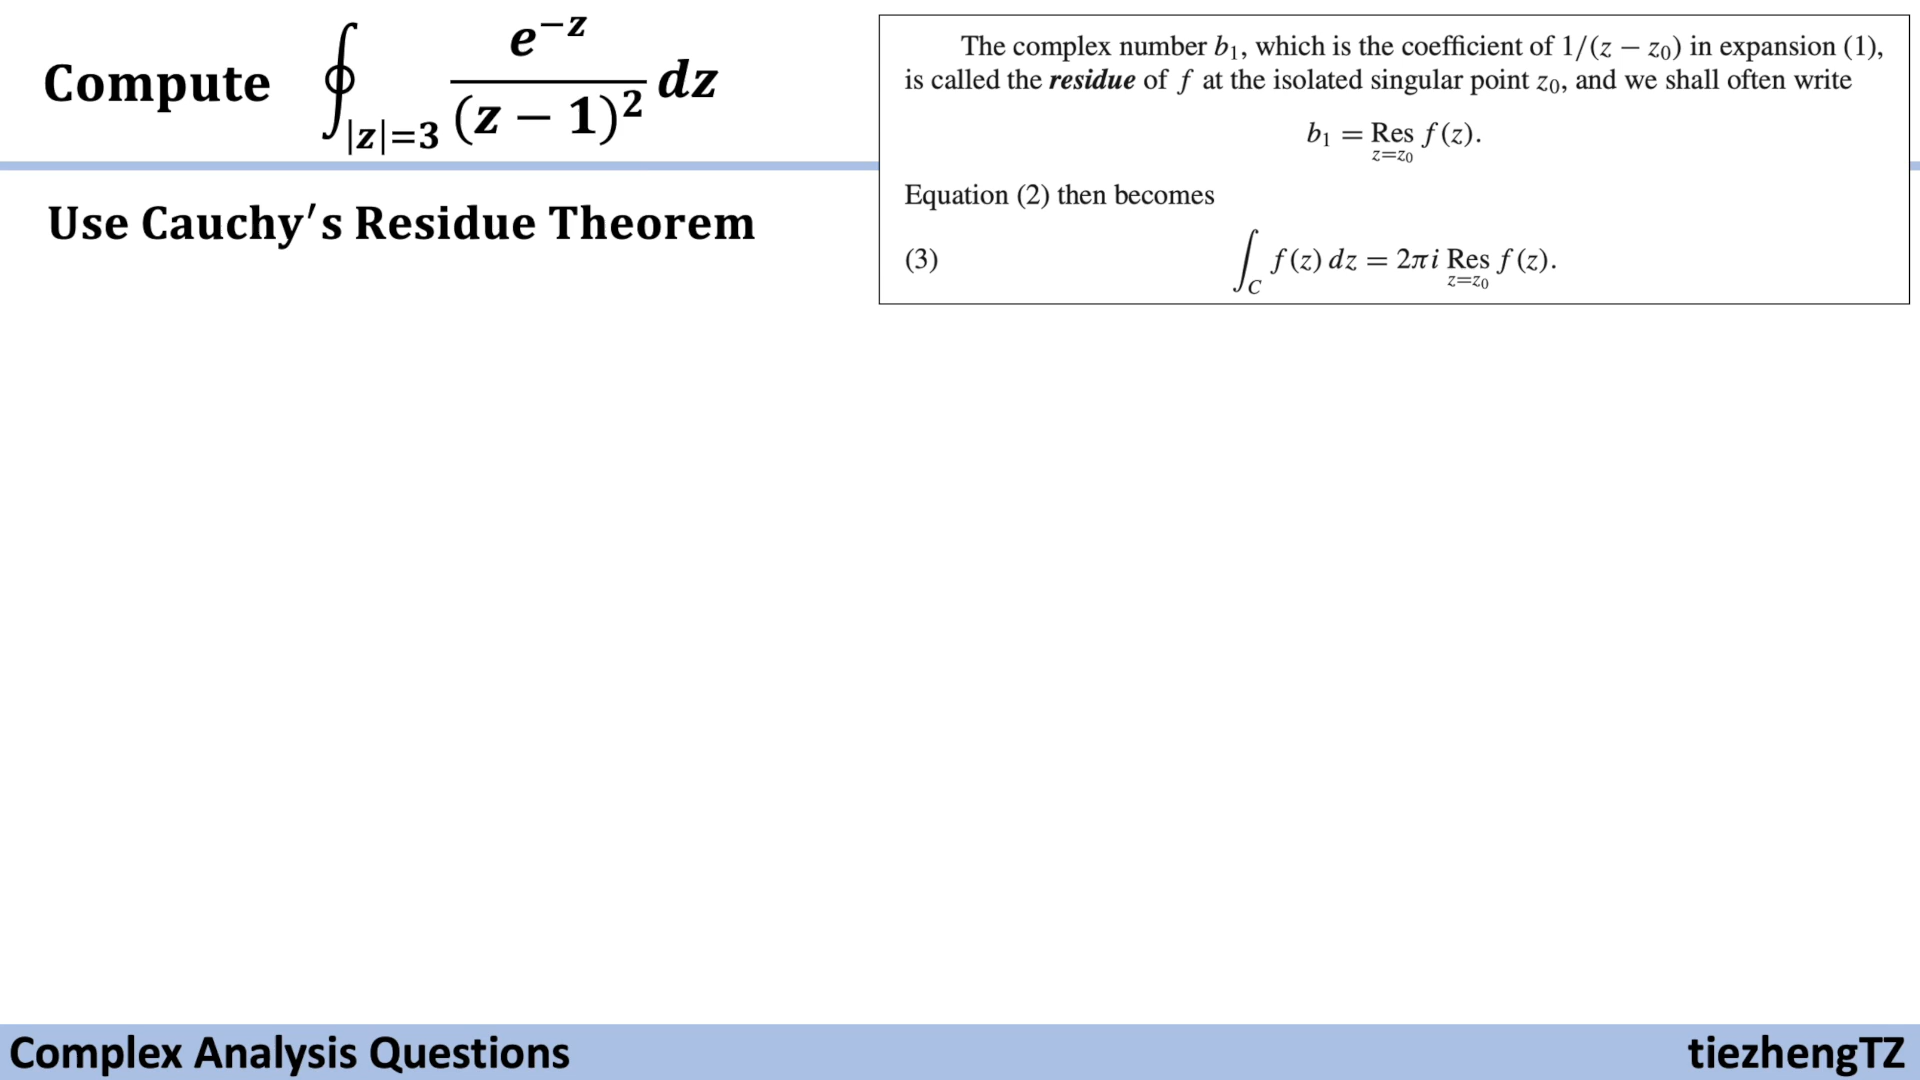 Compute ∮_{|z|=3} e^{−z}/(z − 1)² dz
The complex number b₁, which is the coefficient of 1/(z − z₀) in expansion (1),
is called the residue of f at the isolated singular point z₀, and we shall often write
b₁ = Res f(z).
z=z₀
Use Cauchy′s Residue Theorem
Equation (2) then becomes
(3) ∫_C f(z) dz = 2πi Res f(z).
z=z₀
Complex Analysis Questions
tiezhengTZ